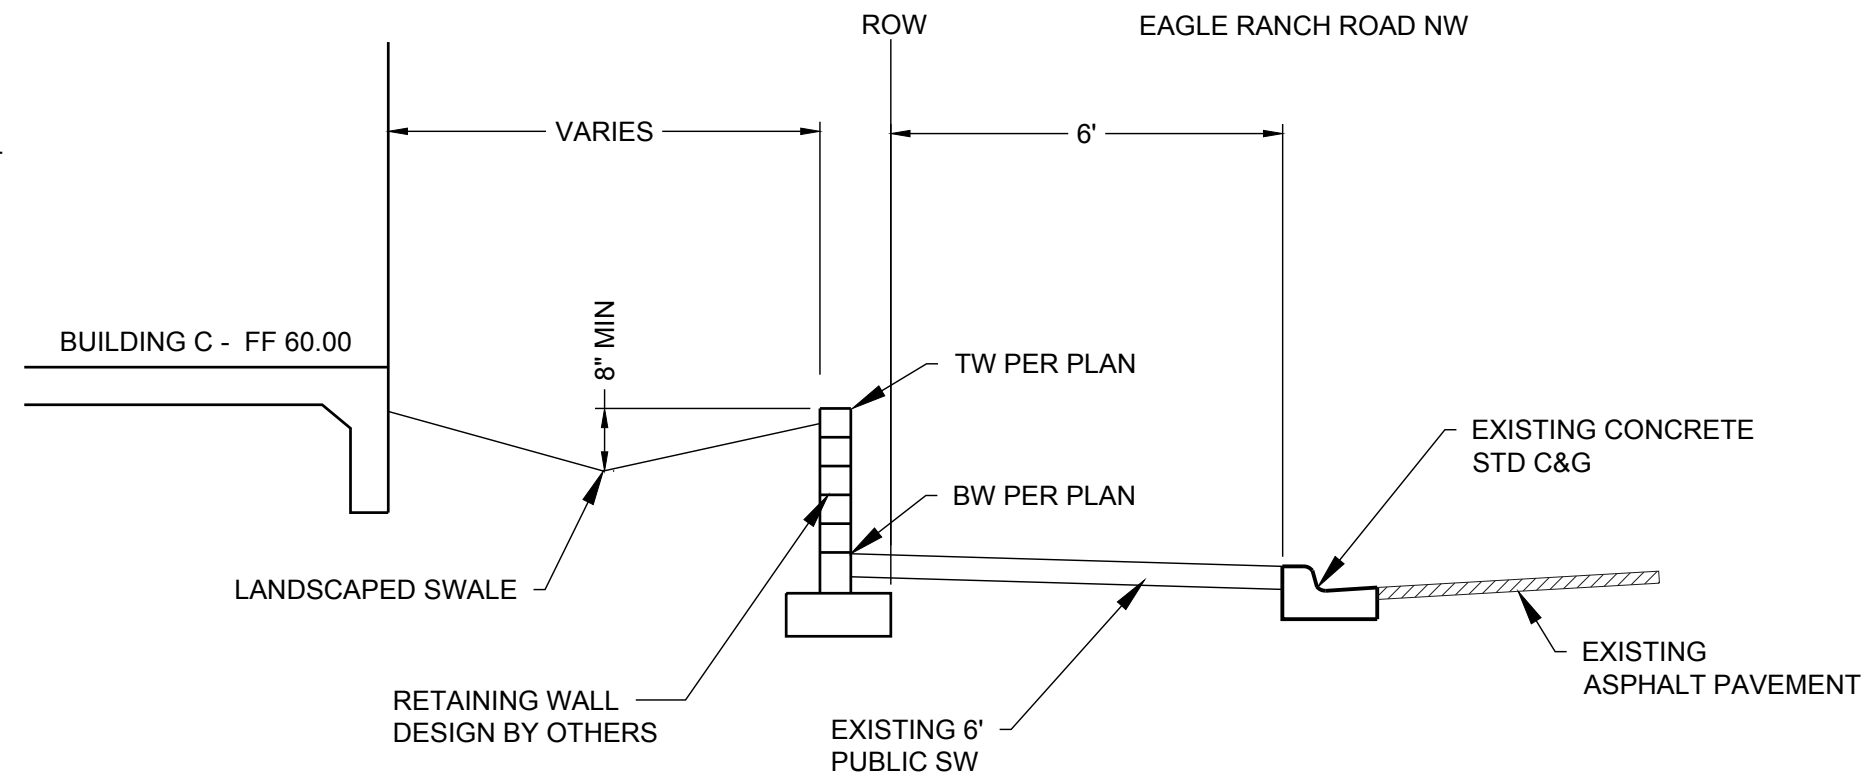 ROW
EAGLE RANCH ROAD NW
VARIES
6'
BUILDING C - FF 60.00
8" MIN
TW PER PLAN
EXISTING CONCRETE
STD C&G
BW PER PLAN
LANDSCAPED SWALE
EXISTING
ASPHALT PAVEMENT
RETAINING WALL
DESIGN BY OTHERS
EXISTING 6'
PUBLIC SW